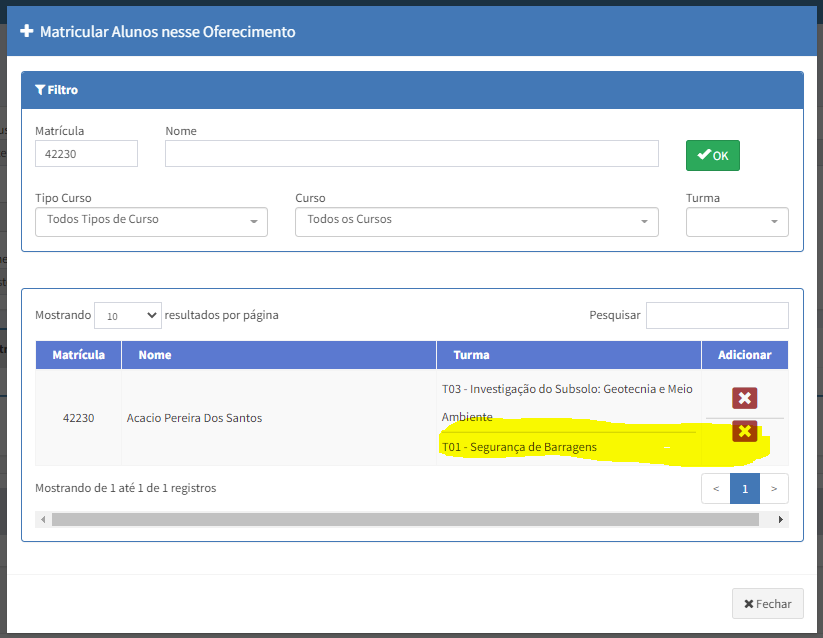 Matricular Alunos nesse Oferecimento
Filtro
Matrícula Nome
42230
OK
Tipo Curso Curso Turma
Todos Tipos de Curso Todos os Cursos
Mostrando 10 resultados por página Pesquisar
Matrícula Nome Turma Adicionar
42230 Acacio Pereira Dos Santos
T03 - Investigação do Subsolo: Geotecnia e Meio
Ambiente
T01 - Segurança de Barragens
Mostrando de 1 até 1 de 1 registros
< 1 >
Fechar